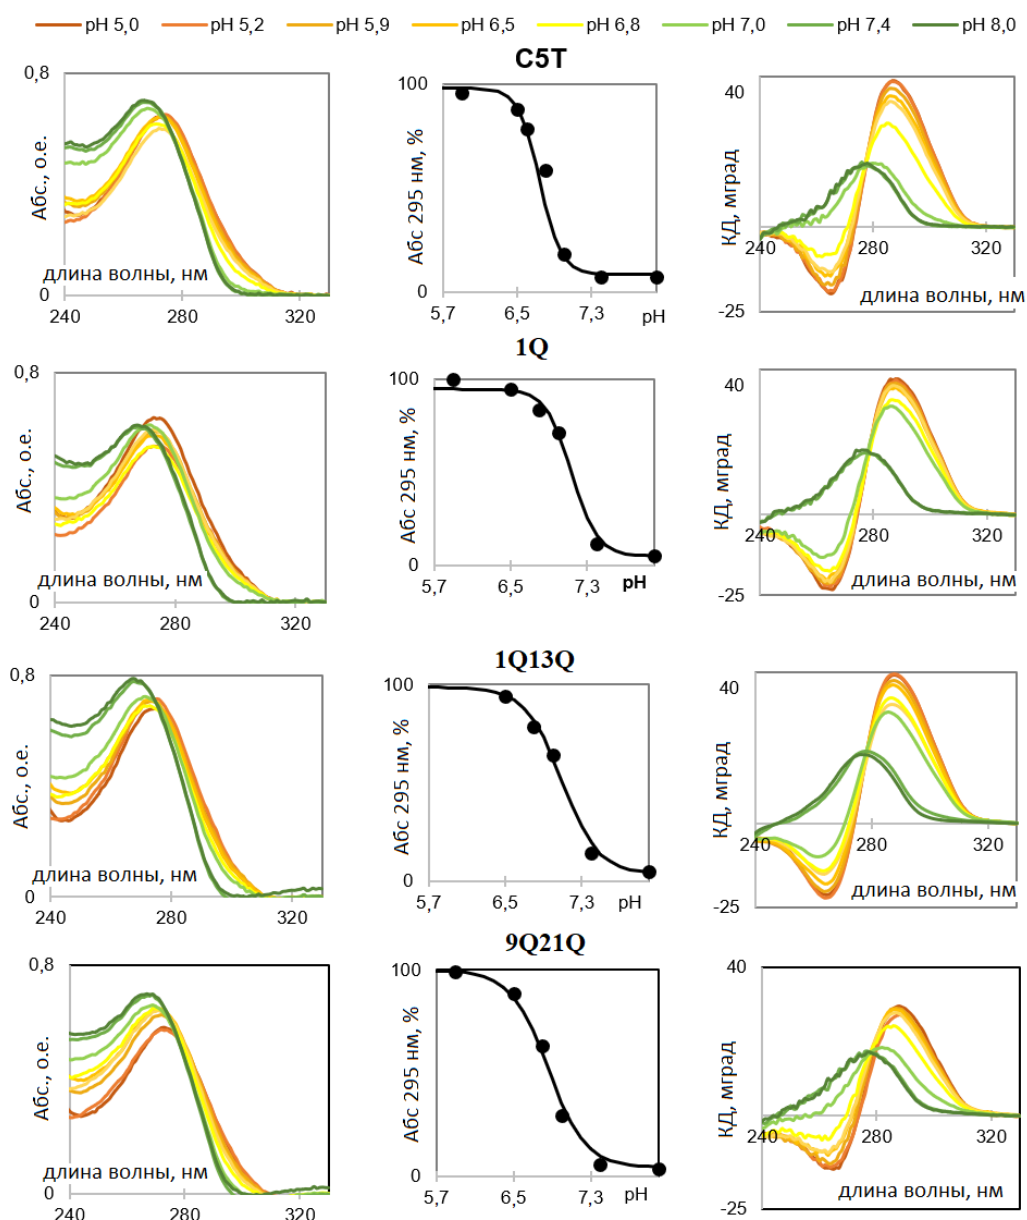 pH 5,0 pH 5,2 pH 5,9 pH 6,5 pH 6,8 pH 7,0 pH 7,4 pH 8,0
C5T
0,8
Абс., о.е.
длина волны, нм
0
240 280 320
100
Абс 295 нм, %
0
5,7 6,5 7,3 pH
40
КД, мград
240 280 320
длина волны, нм
-25
1Q
0,8
Абс., о.е.
длина волны, нм
0
240 280 320
100
Абс 295 нм, %
0
5,7 6,5 7,3 pH
40
КД, мград
240 280 320
длина волны, нм
-25
1Q13Q
0,8
Абс., о.е.
длина волны, нм
0
240 280 320
100
Абс 295 нм, %
0
5,7 6,5 7,3 pH
40
КД, мград
240 280 320
длина волны, нм
-25
9Q21Q
0,8
Абс., о.е.
длина волны, нм
0
240 280 320
100
Абс 295 нм, %
0
5,7 6,5 7,3 pH
40
КД, мград
240 280 320
длина волны, нм
-25